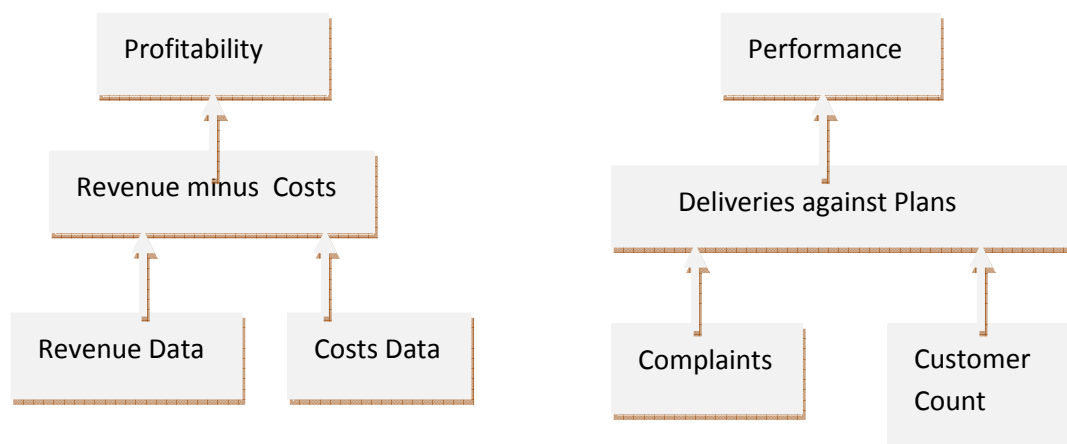 Profitability
Performance
Revenue minus Costs
Deliveries against Plans
Revenue Data
Costs Data
Complaints
Customer
Count